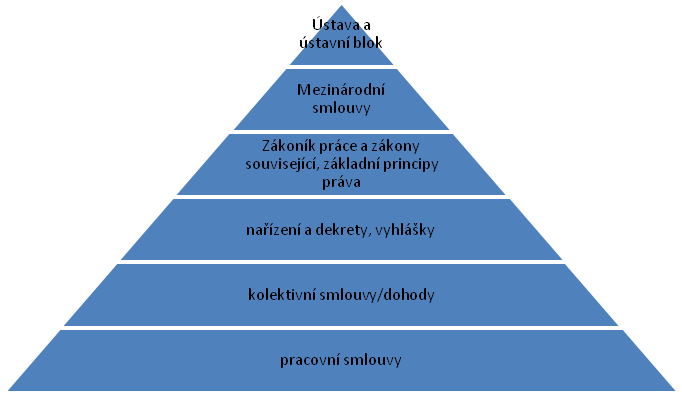 Ústava a
ústavní blok
Mezinárodní
smlouvy
Zákoník práce a zákony
související, základní principy
práva
nařízení a dekrety, vyhlášky
kolektivní smlouvy/dohody
pracovní smlouvy